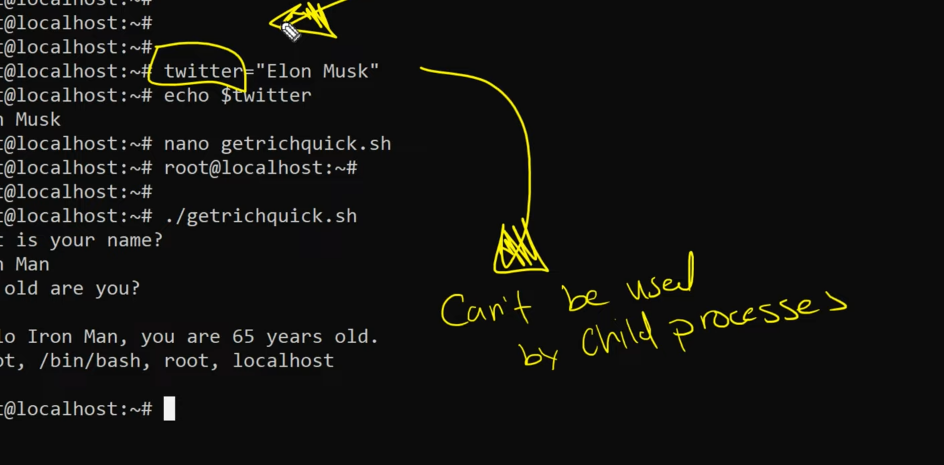 t@localhost:~#
t@localhost:~#
t@localhost:~#
t@localhost:~# twitter="Elon Musk"
t@localhost:~# echo $twitter
n Musk
t@localhost:~# nano getrichquick.sh
t@localhost:~# root@localhost:~#
t@localhost:~#
t@localhost:~# ./getrichquick.sh
t is your name?
n Man
old are you?
lo Iron Man, you are 65 years old.
ot, /bin/bash, root, localhost
t@localhost:~#
Can't be used
by Child processes